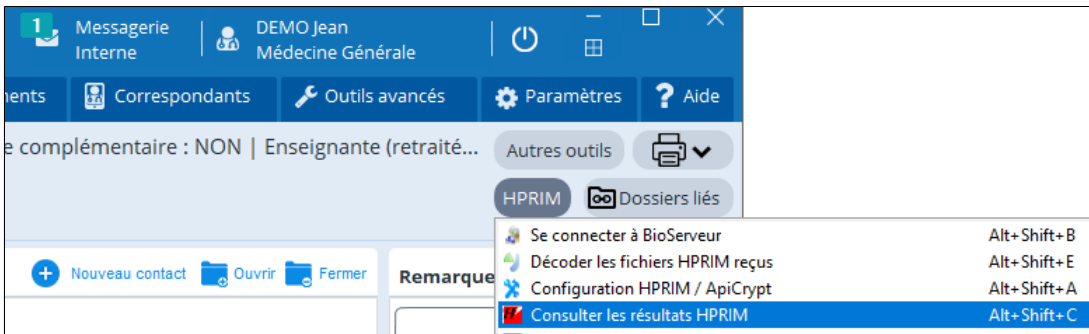 1
Messagerie
Interne
DEMO Jean
Médecine Générale
Correspondants
Outils avancés
Paramètres
? Aide
e complémentaire : NON | Enseignante (retraité...
Autres outils
HPRIM
Dossiers liés
Nouveau contact
Ouvrir
Fermer
Remarque
Se connecter à BioServeur Alt+Shift+B
Décoder les fichiers HPRIM reçus Alt+Shift+E
Configuration HPRIM / ApiCrypt Alt+Shift+A
Consulter les résultats HPRIM Alt+Shift+C